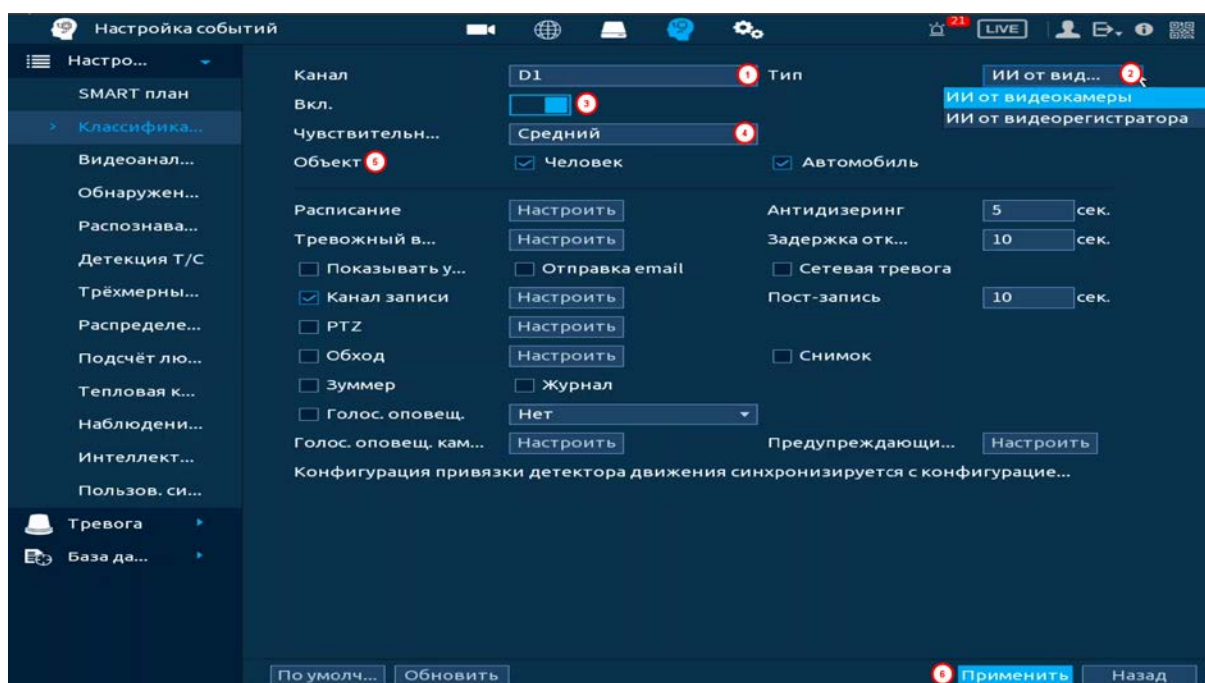 Настройка событий
21
LIVE
Настро...
SMART план
Классифика...
Видеоанал...
Обнаружен...
Распознава...
Детекция Т/С
Трёхмерны...
Распределе...
Подсчёт лю...
Тепловая к...
Наблюдени...
Интеллект...
Пользов. си...
Тревога
База да...
Канал D1 1 Тип ИИ от вид... 2
ИИ от видеокамеры
ИИ от видеорегистратора
Вкл. 3
Чувствительн... Средний 4
Объект 5 Человек Автомобиль
Расписание Настроить Антидизеринг 5 сек.
Тревожный в... Настроить Задержка отк... 10 сек.
Показывать у... Отправка email Сетевая тревога
Канал записи Настроить Пост-запись 10 сек.
PTZ Настроить
Обход Настроить Снимок
Зуммер Журнал
Голос. оповещ. Нет
Голос. оповещ. кам... Настроить Предупреждающи... Настроить
Конфигурация привязки детектора движения синхронизируется с конфигурацие...
По умолч... Обновить 6 Применить Назад